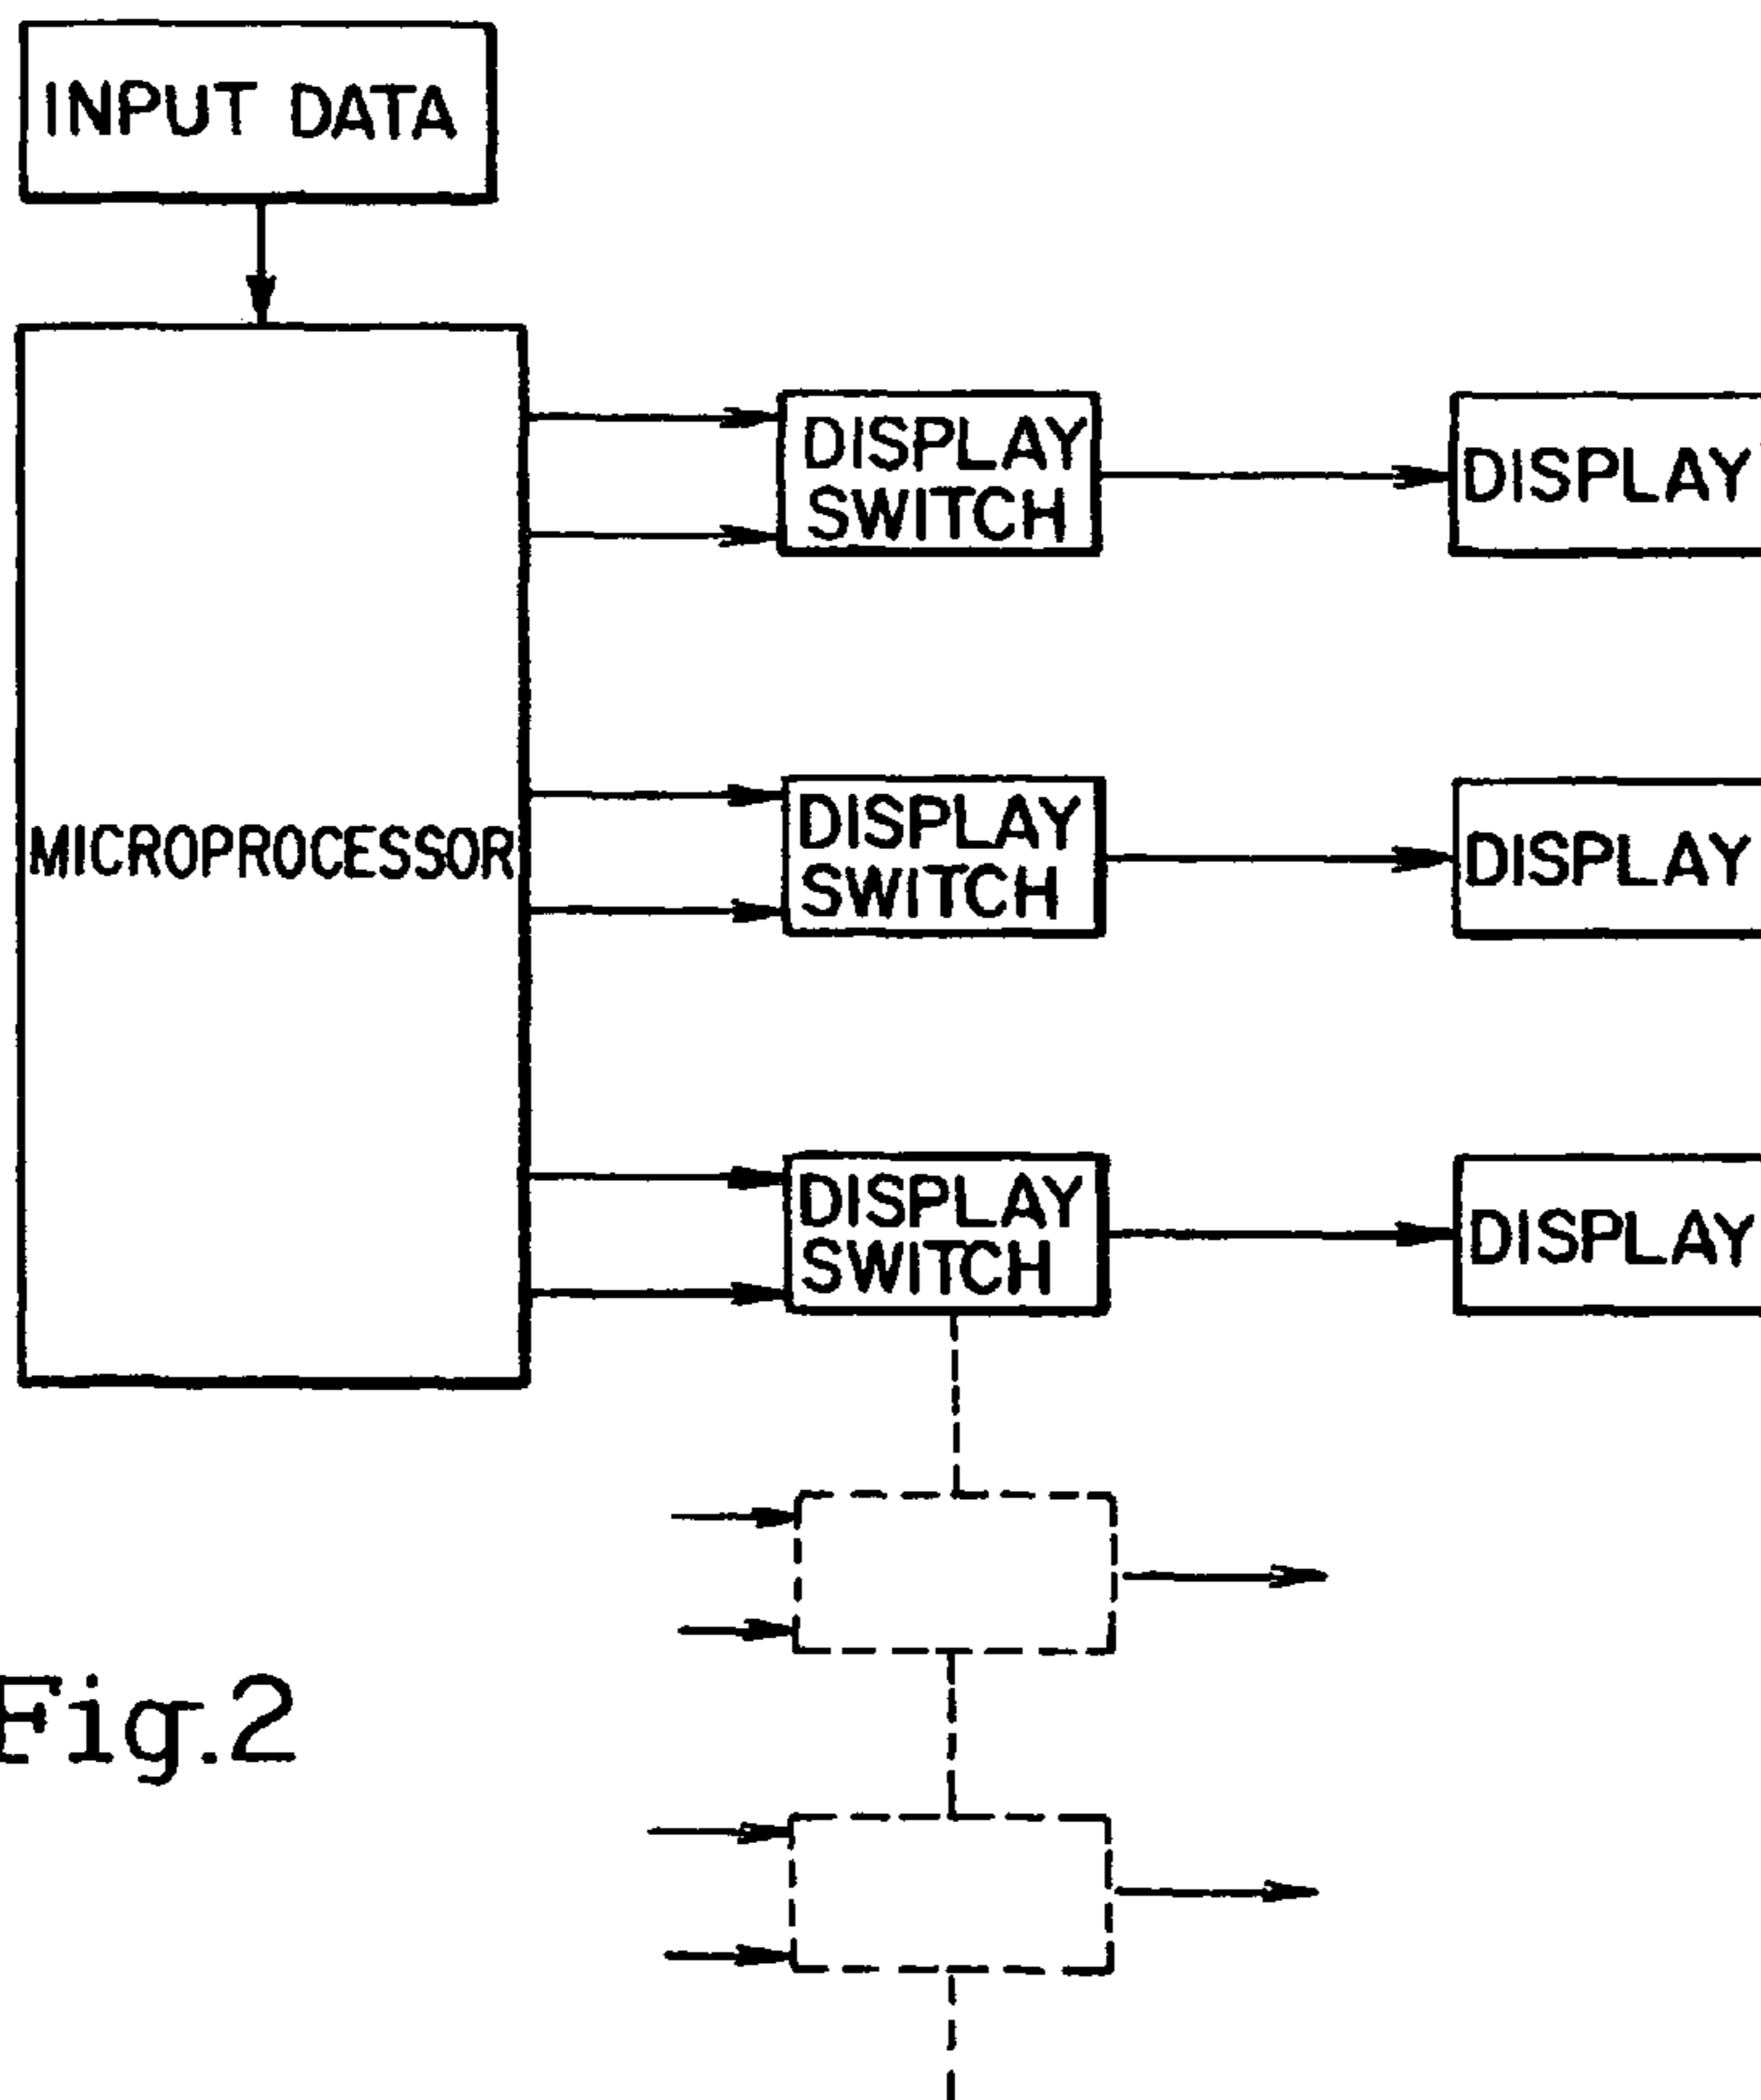 INPUT DATA
DISPLAY
SWITCH
DISPLAY
MICROPROCESSOR
DISPLAY
SWITCH
DISPLAY
DISPLAY
SWITCH
DISPLAY
Fig.2